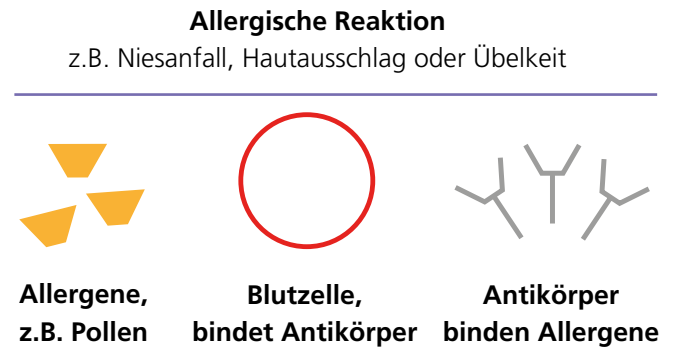 Allergische Reaktion
z.B. Niesanfall, Hautausschlag oder Übelkeit
Allergene,
z.B. Pollen
Blutzelle,
bindet Antikörper
Antikörper
binden Allergene